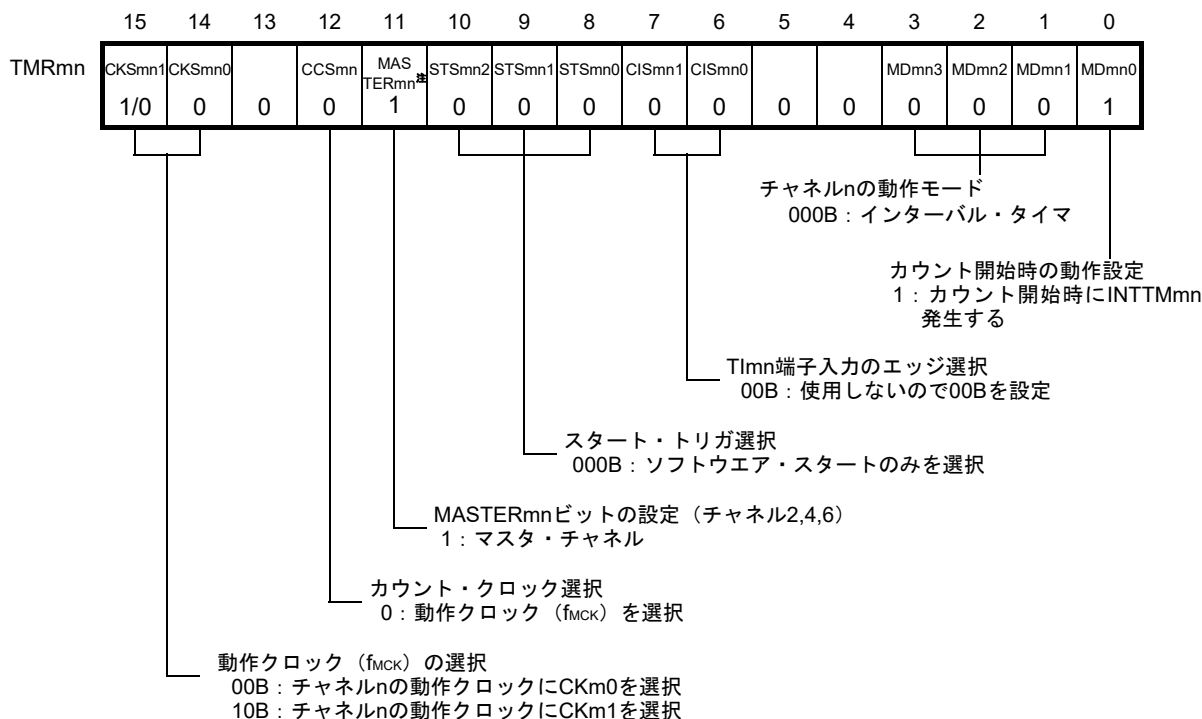 15 14 13 12 11 10 9 8 7 6 5 4 3 2 1 0
TMRmn
CKSmn1 CKSmn0 CCSmn MAS STSmn2 STSmn1 STSmn0 CISmn1 CISmn0 MDmn3 MDmn2 MDmn1 MDmn0
TERmn注
1/0 0 0 0 1 0 0 0 0 0 0 0 0 0 0 1
チャネルnの動作モード
000B：インターバル・タイマ
カウント開始時の動作設定
1：カウント開始時にINTTMmn
発生する
TImn端子入力のエッジ選択
00B：使用しないので00Bを設定
スタート・トリガ選択
000B：ソフトウエア・スタートのみを選択
MASTERmnビットの設定（チャネル2,4,6）
1：マスタ・チャネル
カウント・クロック選択
0：動作クロック（fMCK）を選択
動作クロック（fMCK）の選択
00B：チャネルnの動作クロックにCKm0を選択
10B：チャネルnの動作クロックにCKm1を選択